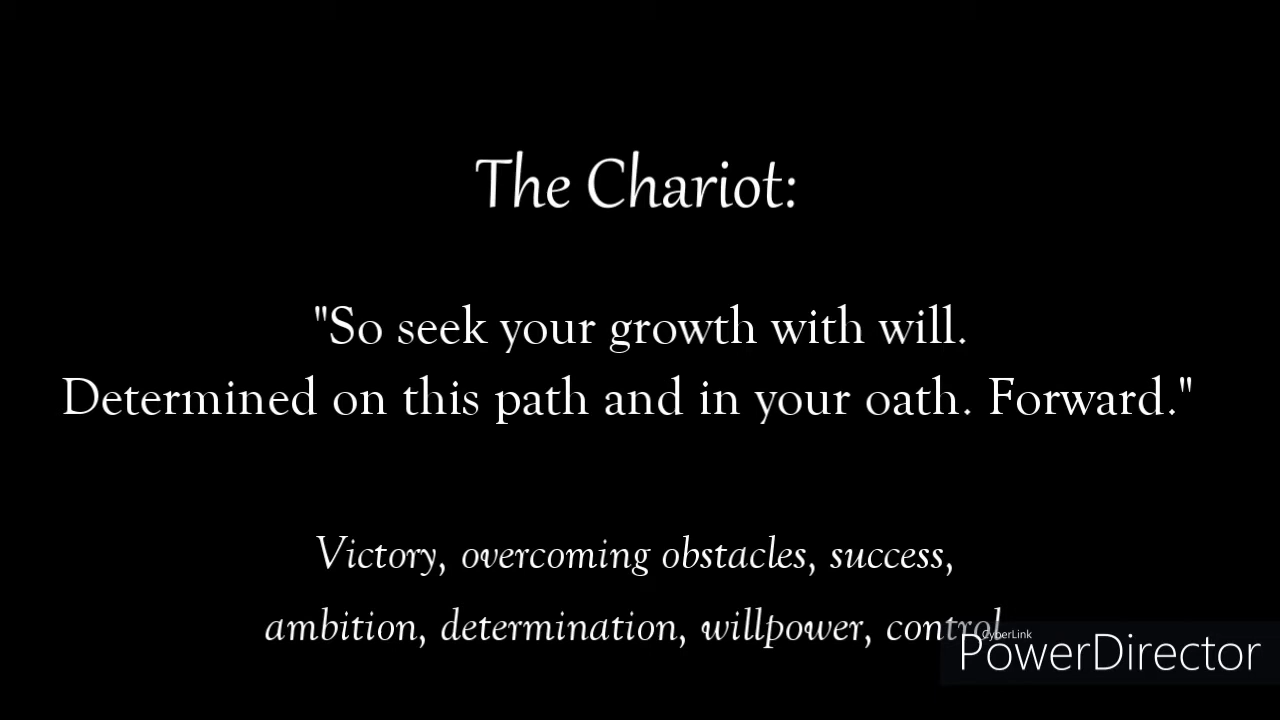 The Chariot:
"So seek your growth with will.
Determined on this path and in your oath. Forward."
Victory, overcoming obstacles, success,
ambition, determination, willpower, control
CyberLink
PowerDirector